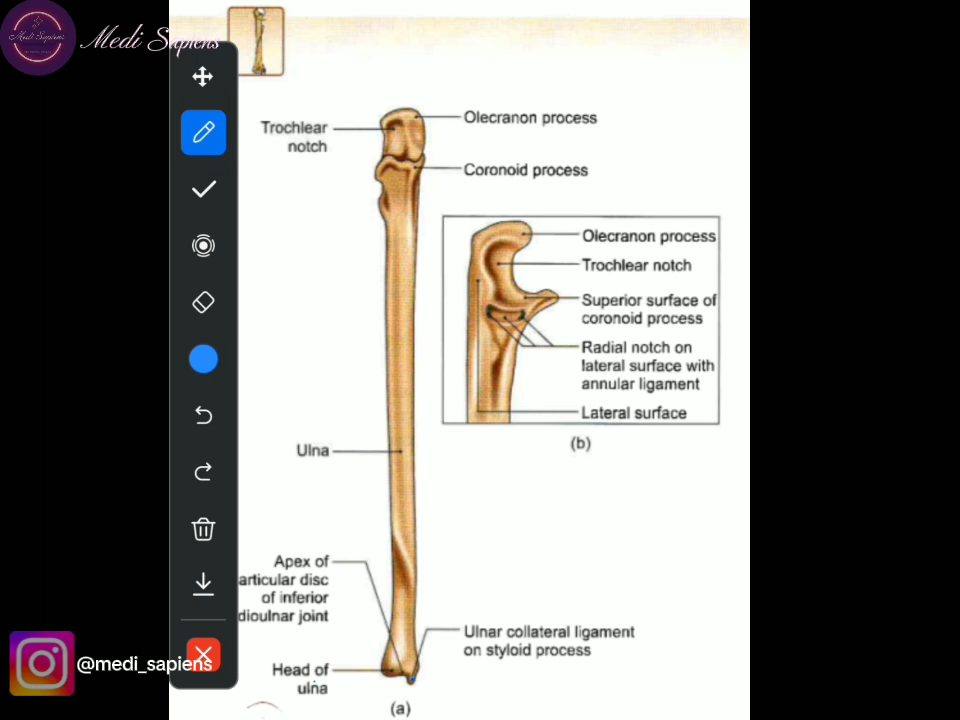 Medi Sapiens
Medi Sapiens
Trochlear
notch
Olecranon process
Coronoid process
Olecranon process
Trochlear notch
Superior surface of
coronoid process
Radial notch on
lateral surface with
annular ligament
Lateral surface
(b)
Ulna
Apex of
articular disc
of inferior
dioulnar joint
Ulnar collateral ligament
on styloid process
Head of
ulna
(a)
@medi_sapiens